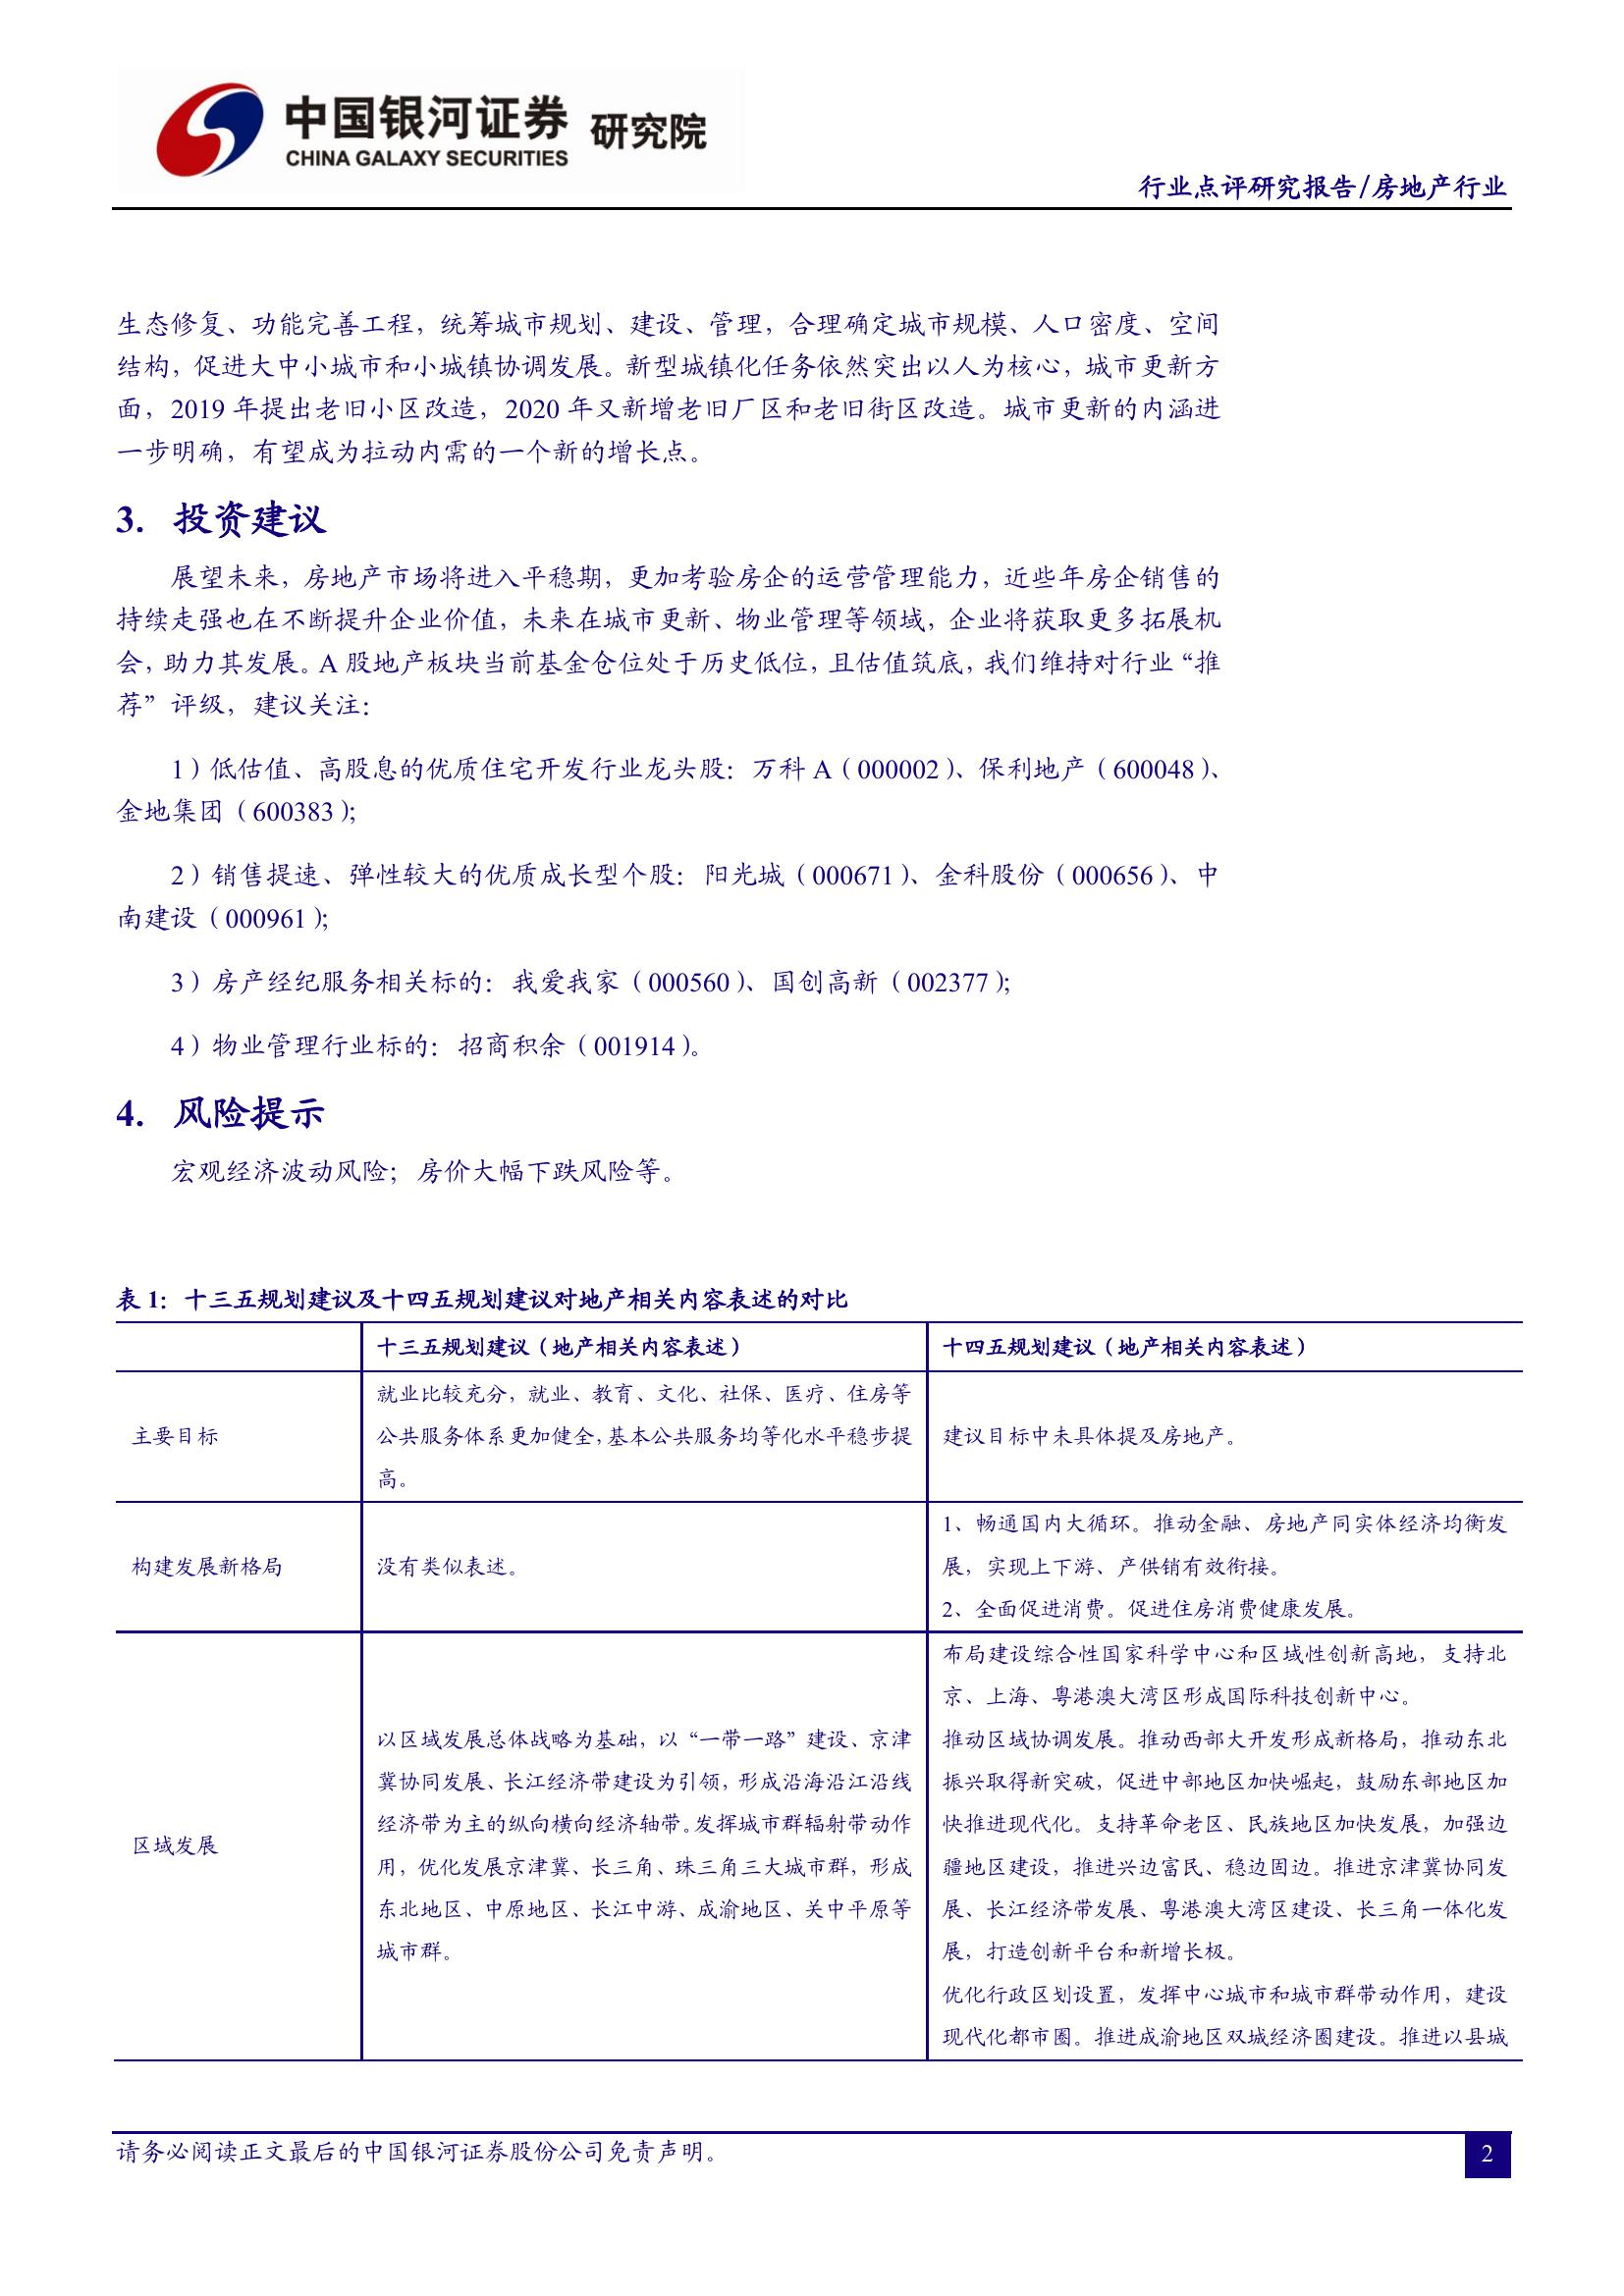 中国银河证券 研究院
CHINA GALAXY SECURITIES
行业点评研究报告/房地产行业
生态修复、功能完善工程，统筹城市规划、建设、管理，合理确定城市规模、人口密度、空间
结构，促进大中小城市和小城镇协调发展。新型城镇化任务依然突出以人为核心，城市更新方
面，2019 年提出老旧小区改造，2020 年又新增老旧厂区和老旧街区改造。城市更新的内涵进
一步明确，有望成为拉动内需的一个新的增长点。
3. 投资建议
展望未来，房地产市场将进入平稳期，更加考验房企的运营管理能力，近些年房企销售的
持续走强也在不断提升企业价值，未来在城市更新、物业管理等领域，企业将获取更多拓展机
会，助力其发展。A 股地产板块当前基金仓位处于历史低位，且估值筑底，我们维持对行业“推
荐”评级，建议关注：
1）低估值、高股息的优质住宅开发行业龙头股：万科 A（000002）、保利地产（600048）、
金地集团（600383）；
2）销售提速、弹性较大的优质成长型个股：阳光城（000671）、金科股份（000656）、中
南建设（000961）；
3）房产经纪服务相关标的：我爱我家（000560）、国创高新（002377）；
4）物业管理行业标的：招商积余（001914）。
4. 风险提示
宏观经济波动风险；房价大幅下跌风险等。
表 1：十三五规划建议及十四五规划建议对地产相关内容表述的对比
十三五规划建议（地产相关内容表述）
十四五规划建议（地产相关内容表述）
主要目标
就业比较充分，就业、教育、文化、社保、医疗、住房等
公共服务体系更加健全，基本公共服务均等化水平稳步提
高。
建议目标中未具体提及房地产。
构建发展新格局
没有类似表述。
1、畅通国内大循环。推动金融、房地产同实体经济均衡发
展，实现上下游、产供销有效衔接。
2、全面促进消费。促进住房消费健康发展。
区域发展
以区域发展总体战略为基础，以“一带一路”建设、京津
冀协同发展、长江经济带建设为引领，形成沿海沿江沿线
经济带为主的纵向横向经济轴带。发挥城市群辐射带动作
用，优化发展京津冀、长三角、珠三角三大城市群，形成
东北地区、中原地区、长江中游、成渝地区、关中平原等
城市群。
布局建设综合性国家科学中心和区域性创新高地，支持北
京、上海、粤港澳大湾区形成国际科技创新中心。
推动区域协调发展。推动西部大开发形成新格局，推动东北
振兴取得新突破，促进中部地区加快崛起，鼓励东部地区加
快推进现代化。支持革命老区、民族地区加快发展，加强边
疆地区建设，推进兴边富民、稳边固边。推进京津冀协同发
展、长江经济带发展、粤港澳大湾区建设、长三角一体化发
展，打造创新平台和新增长极。
优化行政区划设置，发挥中心城市和城市群带动作用，建设
现代化都市圈。推进成渝地区双城经济圈建设。推进以县城
请务必阅读正文最后的中国银河证券股份公司免责声明。
2